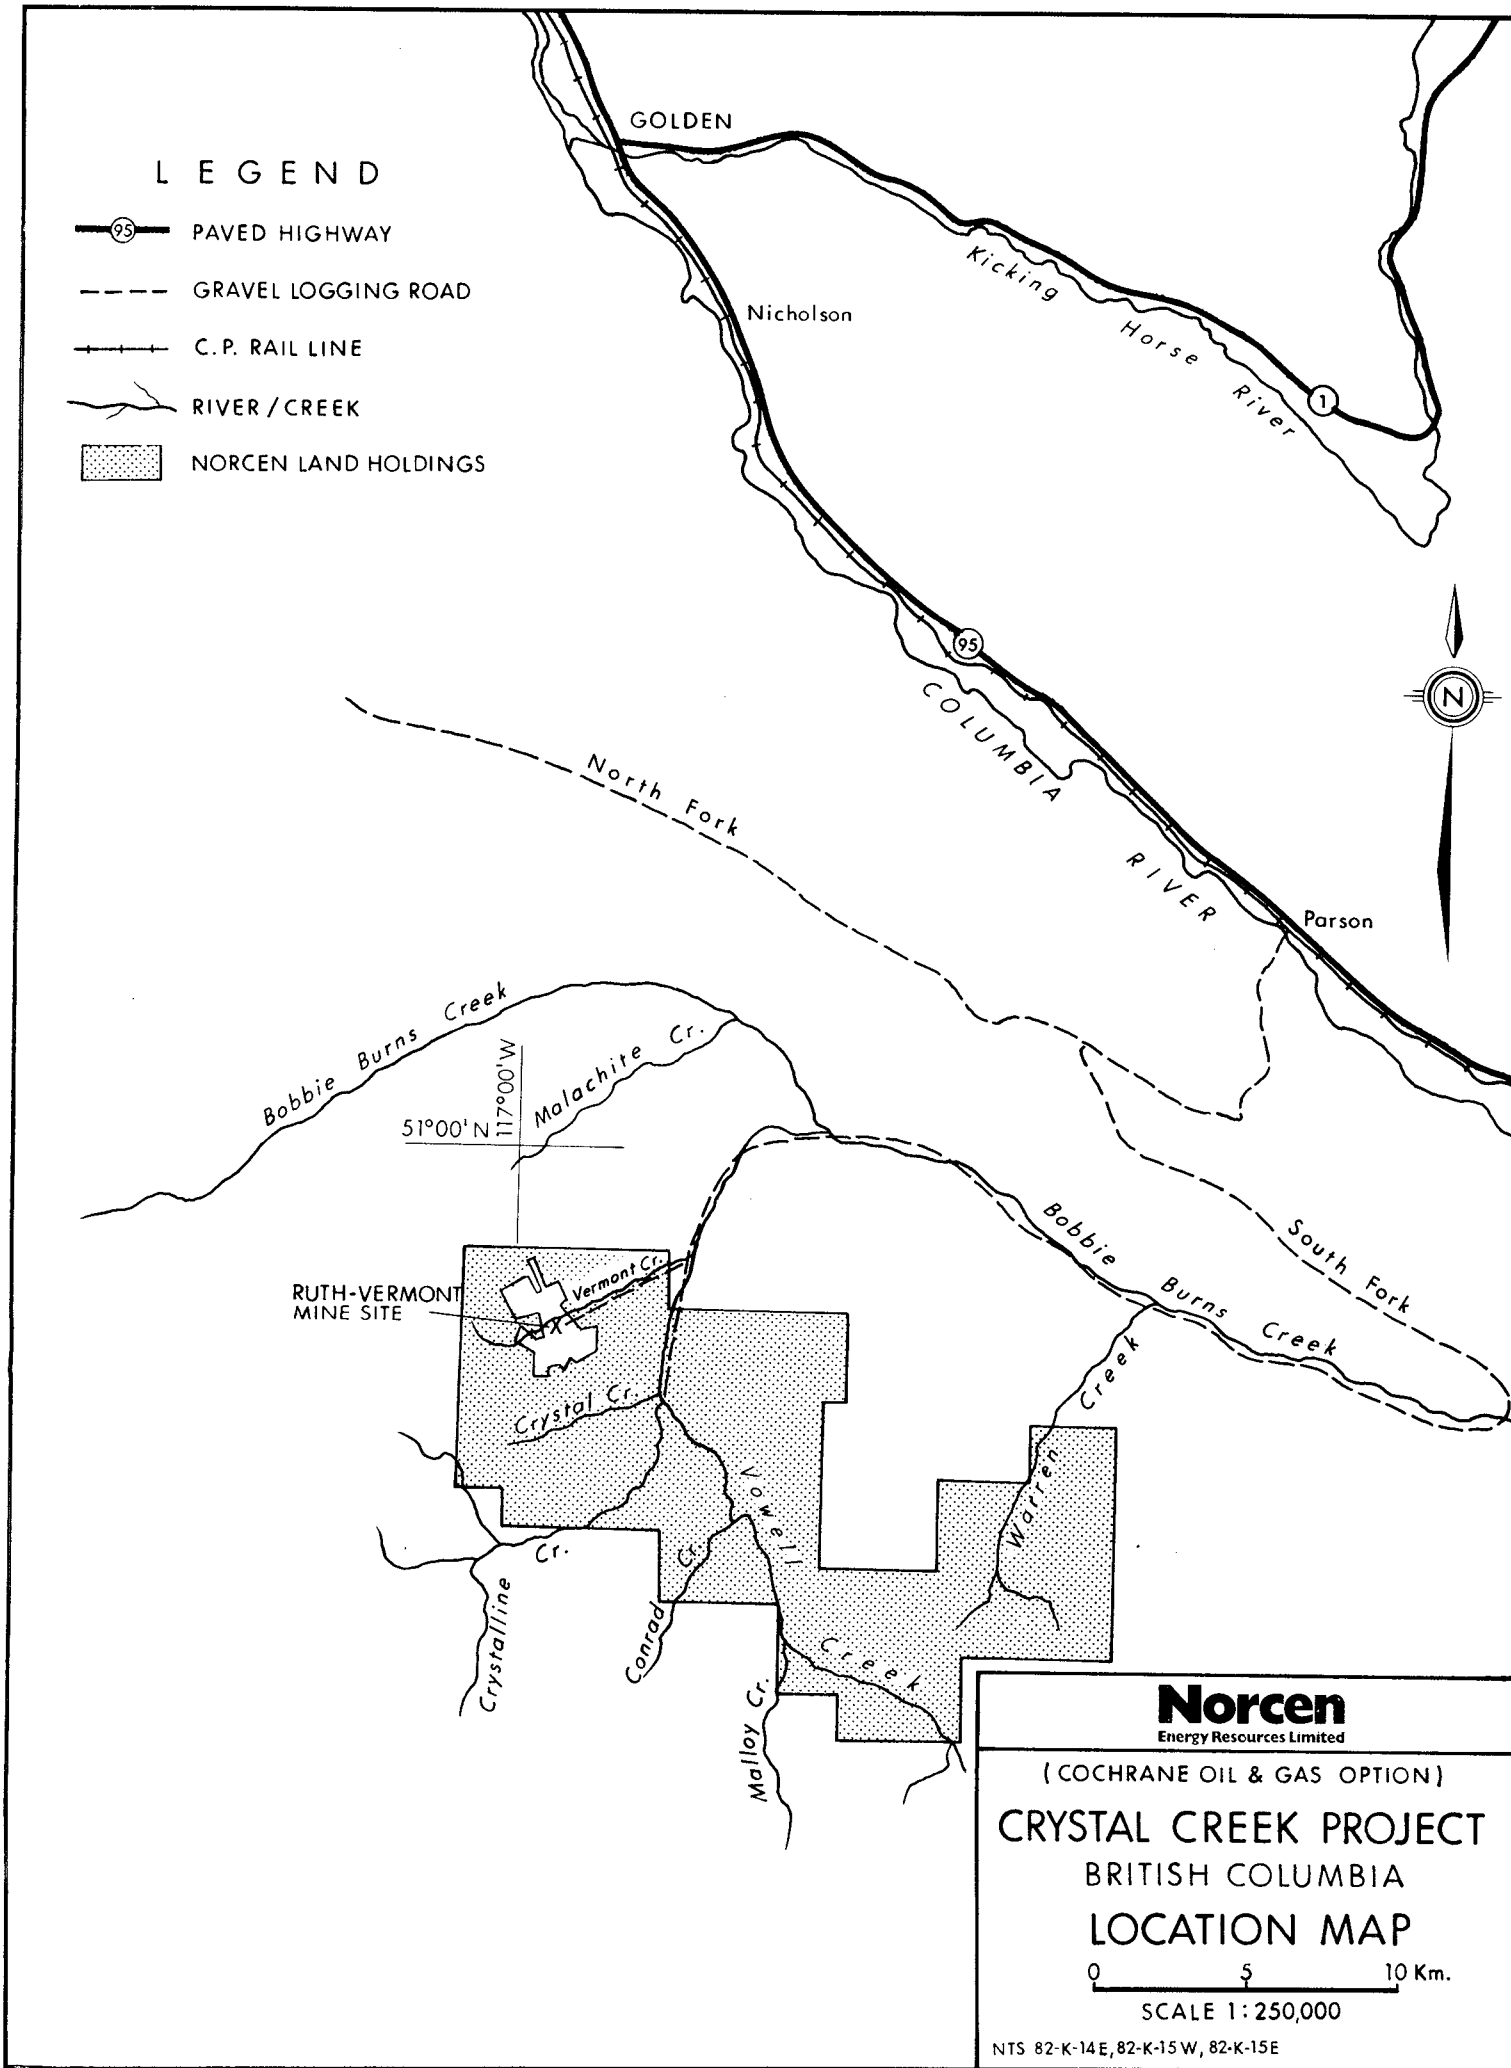 GOLDEN
LEGEND
95 PAVED HIGHWAY
GRAVEL LOGGING ROAD
C.P. RAIL LINE
RIVER / CREEK
NORCEN LAND HOLDINGS
Kicking Horse River
1
Nicholson
95
COLUMBIA RIVER
N
North Fork
Parson
Bobbie Burns Creek
Malachite Cr.
117°00'W
51°00'N
Bobbie Burns Creek
South Fork
Vermont Cr.
RUTH-VERMONT
MINE SITE
X
Crystal Cr.
Vowell Creek
Warren Creek
Crystalline Cr.
Conrad Cr.
Malloy Cr.
Norcen
Energy Resources Limited
( COCHRANE OIL & GAS OPTION )
CRYSTAL CREEK PROJECT
BRITISH COLUMBIA
LOCATION MAP
0 5 10 Km.
SCALE 1:250,000
NTS 82-K-14E, 82-K-15W, 82-K-15E